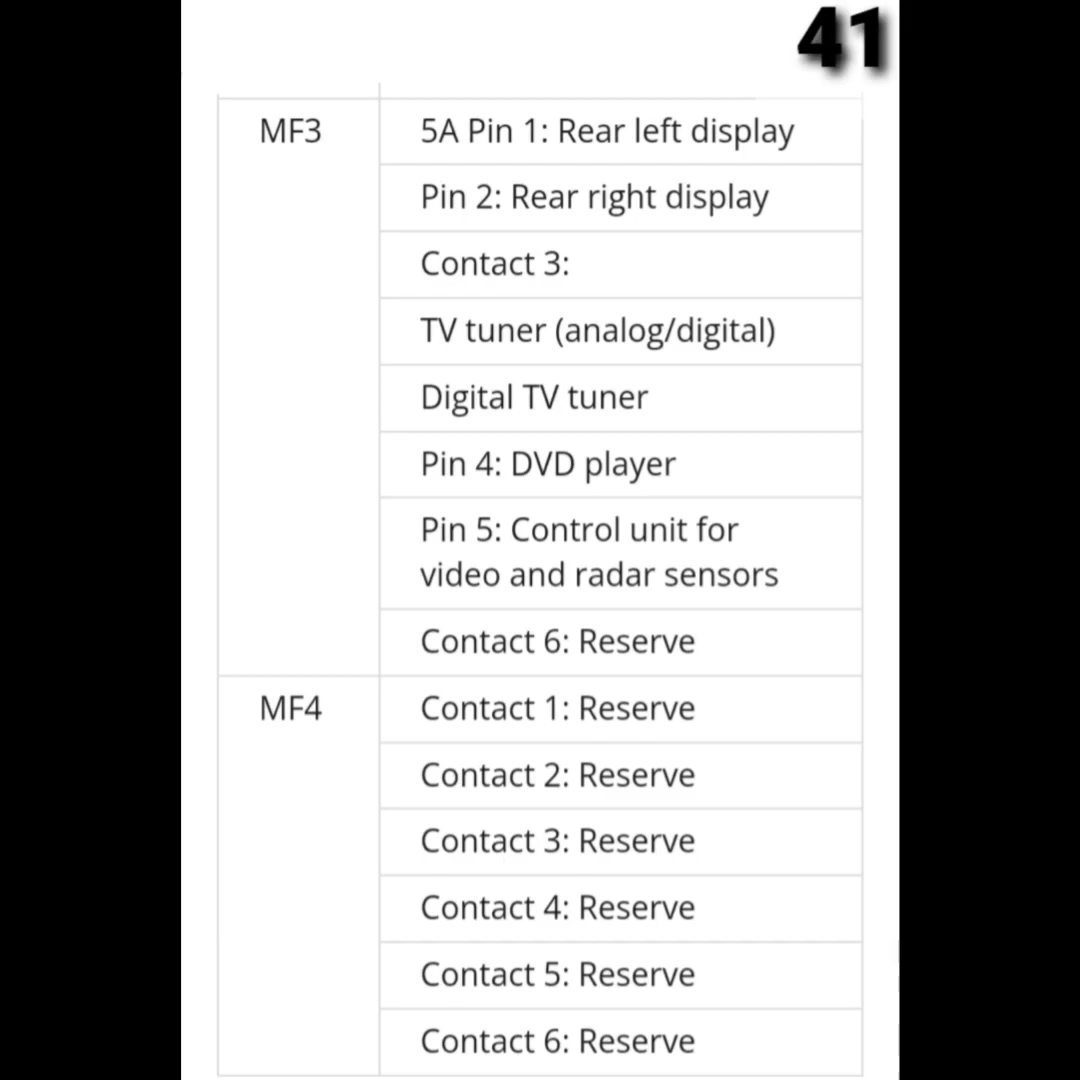 41
MF3
5A Pin 1: Rear left display
Pin 2: Rear right display
Contact 3:
TV tuner (analog/digital)
Digital TV tuner
Pin 4: DVD player
Pin 5: Control unit for
video and radar sensors
Contact 6: Reserve
MF4
Contact 1: Reserve
Contact 2: Reserve
Contact 3: Reserve
Contact 4: Reserve
Contact 5: Reserve
Contact 6: Reserve